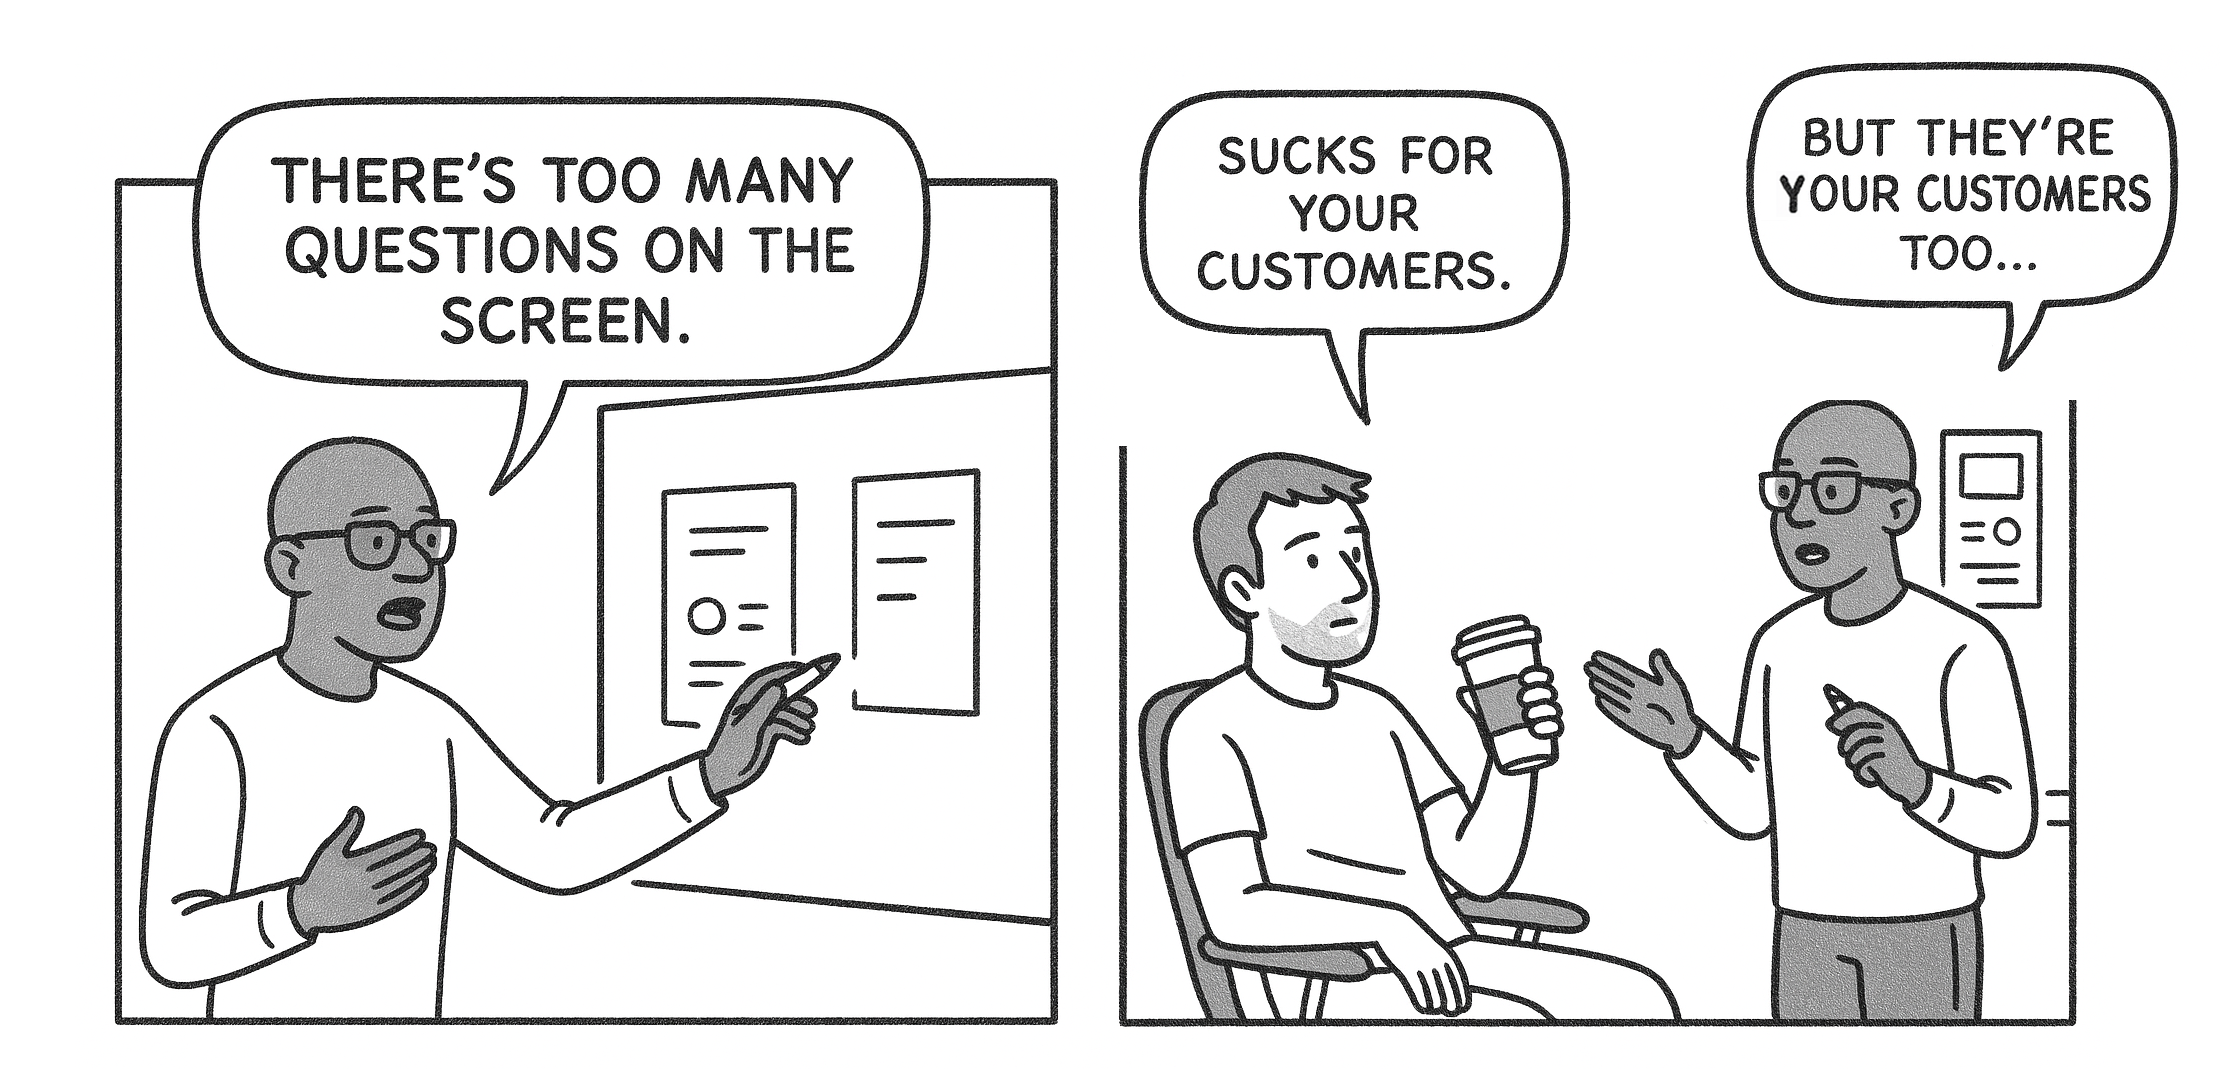 THERE'S TOO MANY
QUESTIONS ON THE
SCREEN.
SUCKS FOR
YOUR
CUSTOMERS.
BUT THEY'RE
YOUR CUSTOMERS
TOO...